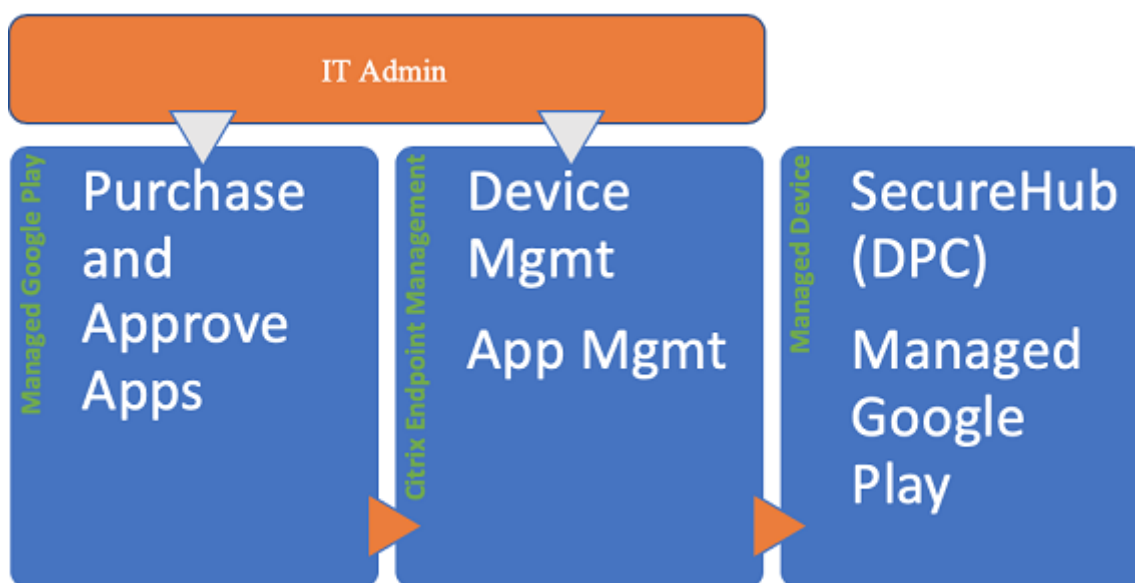 IT Admin
Managed Google Play
Purchase
and
Approve
Apps
Citrix Endpoint Management
Device
Mgmt
App Mgmt
Managed Device
SecureHub
(DPC)
Managed
Google
Play